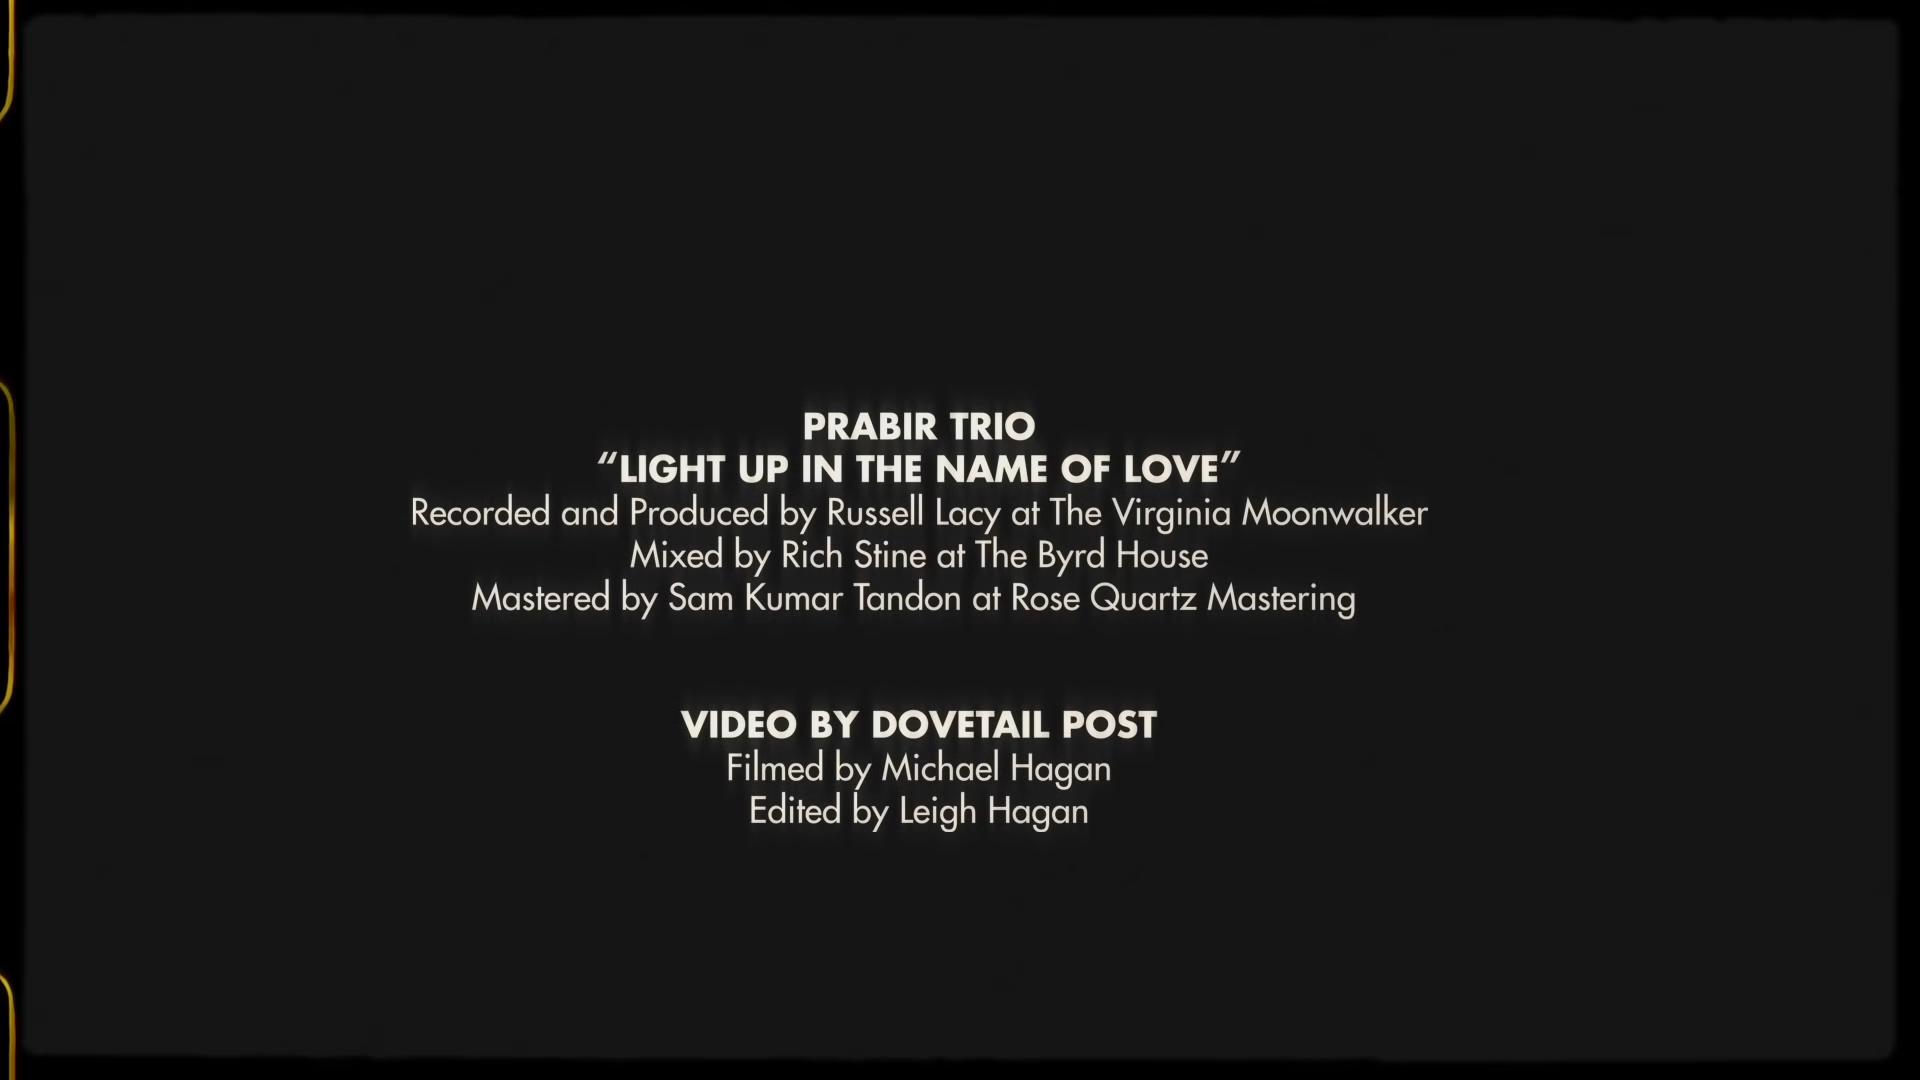 PRABIR TRIO
“LIGHT UP IN THE NAME OF LOVE”
Recorded and Produced by Russell Lacy at The Virginia Moonwalker
Mixed by Rich Stine at The Byrd House
Mastered by Sam Kumar Tandon at Rose Quartz Mastering
VIDEO BY DOVETAIL POST
Filmed by Michael Hagan
Edited by Leigh Hagan